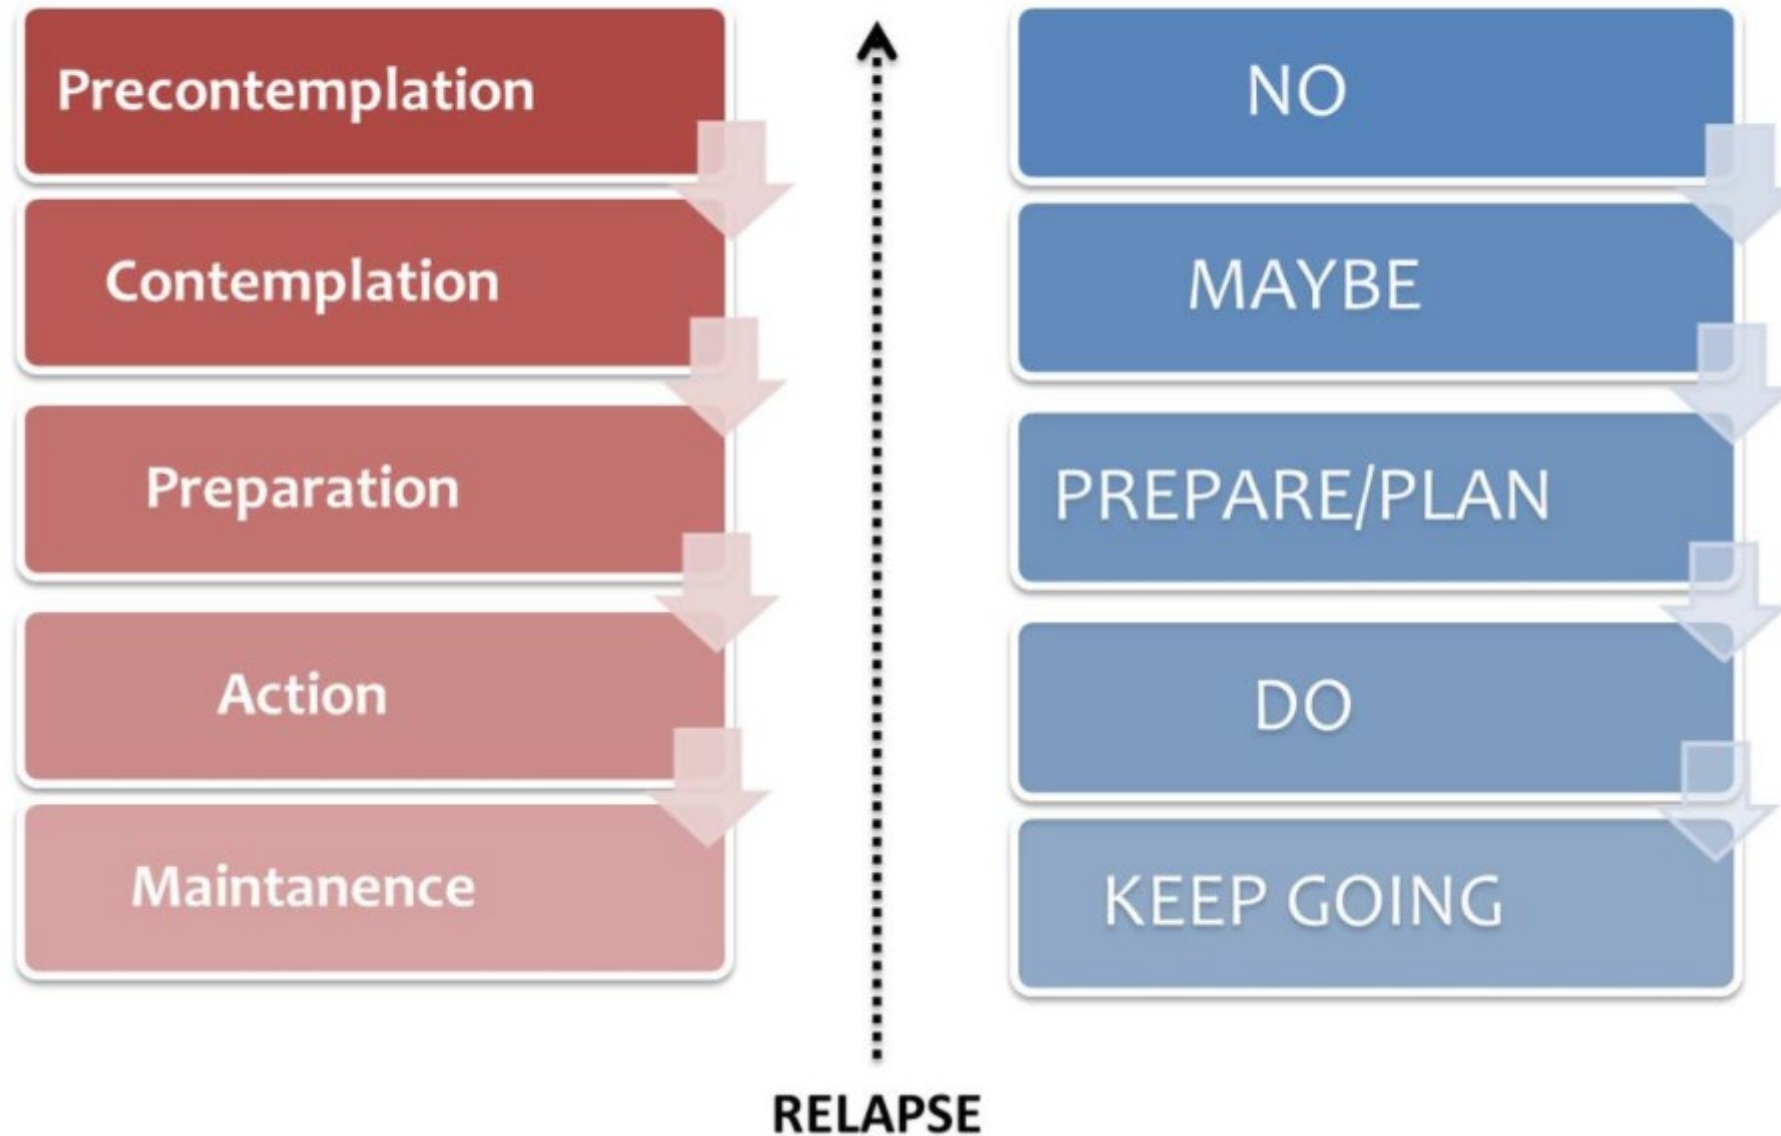 Precontemplation
Contemplation
Preparation
Action
Maintanence
NO
MAYBE
PREPARE/PLAN
DO
KEEP GOING
RELAPSE